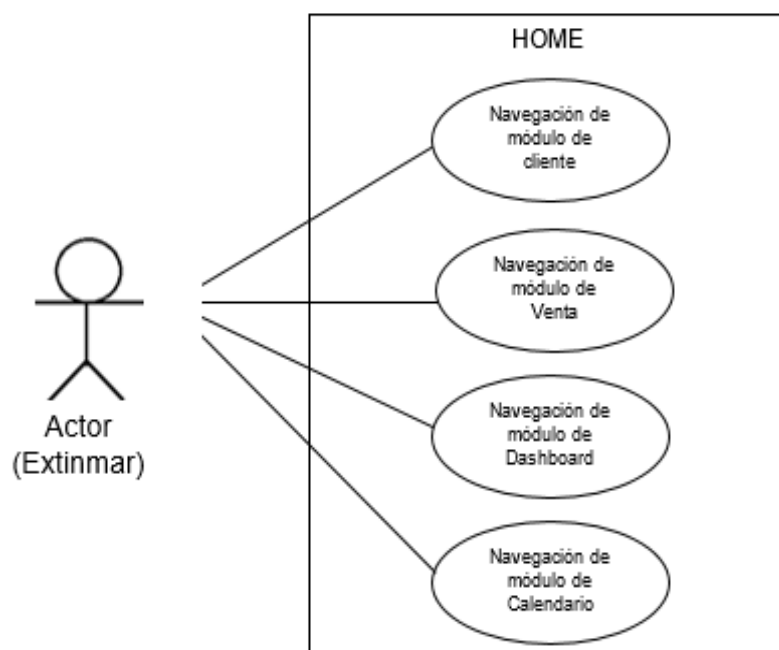 HOME
Navegación de
módulo de
cliente
Navegación de
módulo de
Venta
Navegación de
módulo de
Dashboard
Navegación de
módulo de
Calendario
Actor
(Extinmar)